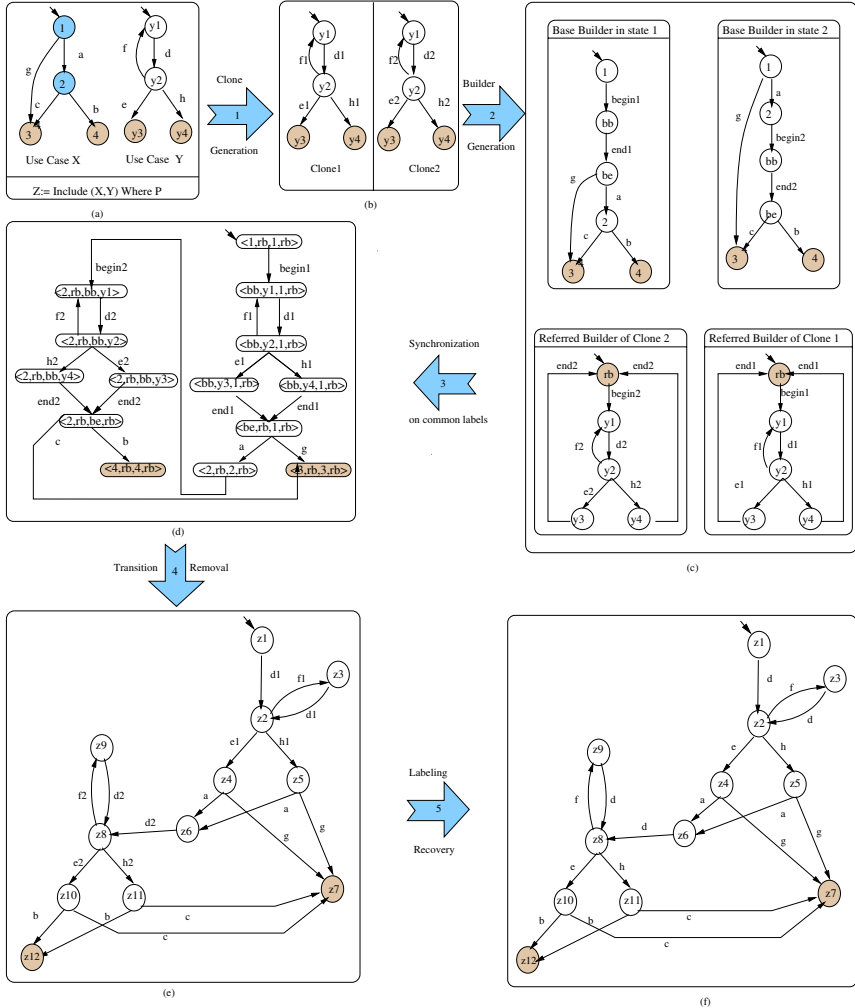 1
a
g
2
c
b
3
4
Use Case X
y1
f
d
y2
e
h
y3
y4
Use Case Y
Z:= Include (X,Y) Where P
(a)
Clone
1
Generation
y1
f1
d1
y2
e1
h1
y3
y4
Clone1
y1
f2
d2
y2
e2
h2
y3
y4
Clone2
(b)
Builder
2
Generation
Base Builder in state 1
1
begin1
bb
end1
be
g
a
2
c
b
3
4
Base Builder in state 2
1
a
g
2
begin2
bb
end2
be
c
b
3
4
Referred Builder of Clone 2
end2
rb
end2
begin2
y1
f2
d2
y2
e2
h2
y3
y4
Referred Builder of Clone 1
end1
rb
end1
begin1
y1
f1
d1
y2
e1
h1
y3
y4
(c)
Synchronization
3
on common labels
<1,rb,1,rb>
begin2
begin1
<2,rb,bb,y1>
<bb,y1,1,rb>
f2
d2
f1
d1
<2,rb,bb,y2>
<bb,y2,1,rb>
h2
e2
e1
h1
<2,rb,bb,y4>
<2,rb,bb,y3>
<bb,y3,1,rb>
<bb,y4,1,rb>
end2
end2
end1
end1
<2,rb,be,rb>
<be,rb,1,rb>
c
b
a
g
<4,rb,4,rb>
<2,rb,2,rb>
<3,rb,3,rb>
(d)
Transition
4
Removal
z1
d1
f1
z3
z2
d1
e1
h1
z9
z4
z5
f2
d2
a
a
d2
z6
g
g
z8
e2
h2
z10
z11
z7
b
b
c
c
z12
(e)
Labeling
5
Recovery
z1
d
f
z3
z2
d
e
h
z9
z4
z5
f
d
a
a
d
z6
g
g
z8
e
h
z10
z11
z7
b
b
c
c
z12
(f)